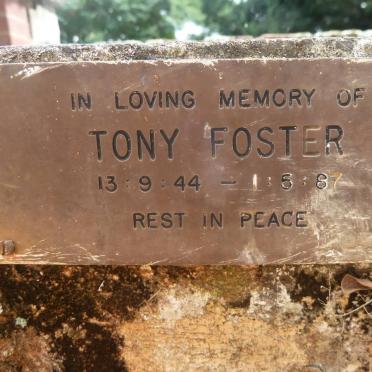 IN LOVING MEMORY OF
TONY FOSTER
13:9:44 – 1:5:87
REST IN PEACE